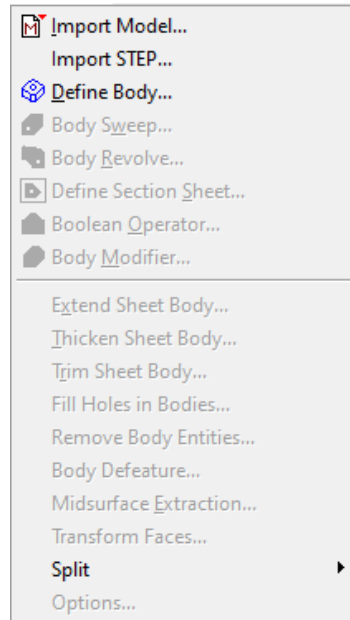 Import Model...
Import STEP...
Define Body...
Body Sweep...
Body Revolve...
Define Section Sheet...
Boolean Operator...
Body Modifier...
Extend Sheet Body...
Thicken Sheet Body...
Trim Sheet Body...
Fill Holes in Bodies...
Remove Body Entities...
Body Defeature...
Midsurface Extraction...
Transform Faces...
Split
Options...